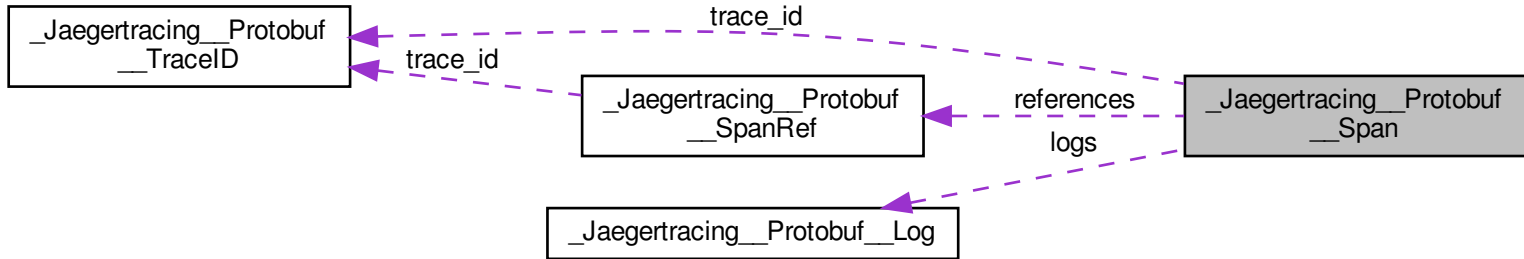 trace_id
_Jaegertracing__Protobuf
__TraceID
trace_id
_Jaegertracing__Protobuf
__SpanRef
references
_Jaegertracing__Protobuf
__Span
logs
_Jaegertracing__Protobuf__Log